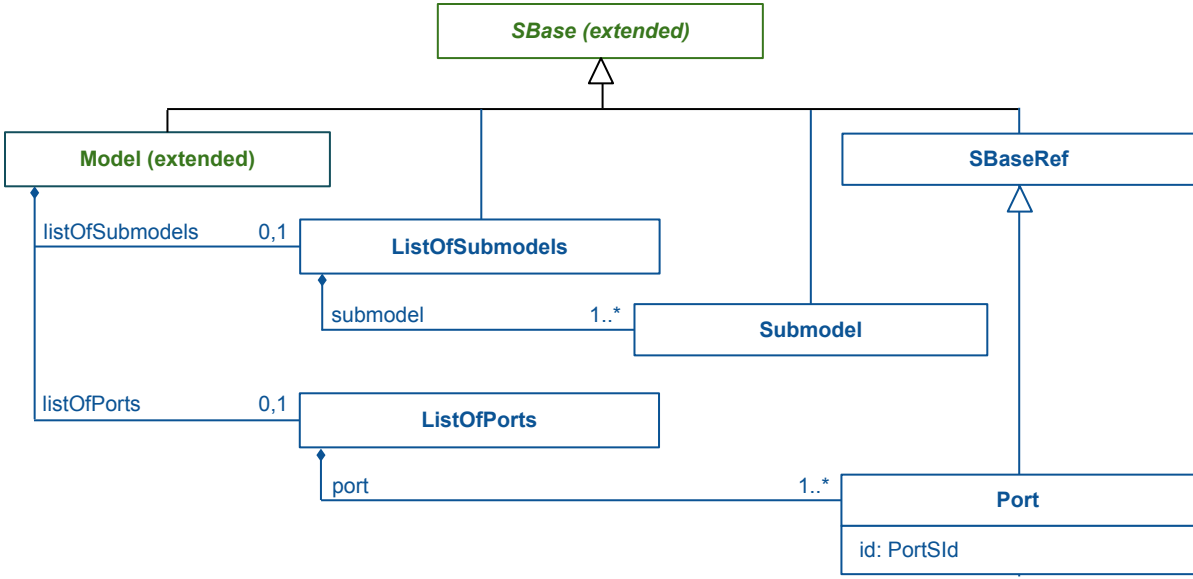 SBase (extended)
Model (extended)
SBaseRef
listOfSubmodels 0,1
ListOfSubmodels
submodel 1..*
Submodel
listOfPorts 0,1
ListOfPorts
port 1..*
Port
id: PortSId